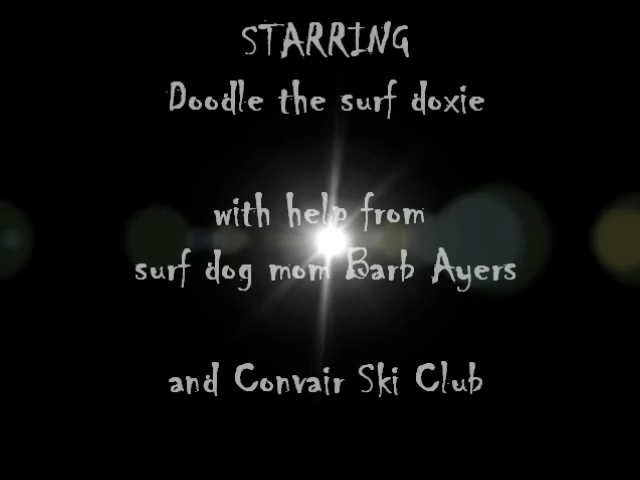 STARRING
Doodle the surf doxie
with help from
surf dog mom Barb Ayers
and Convair Ski Club